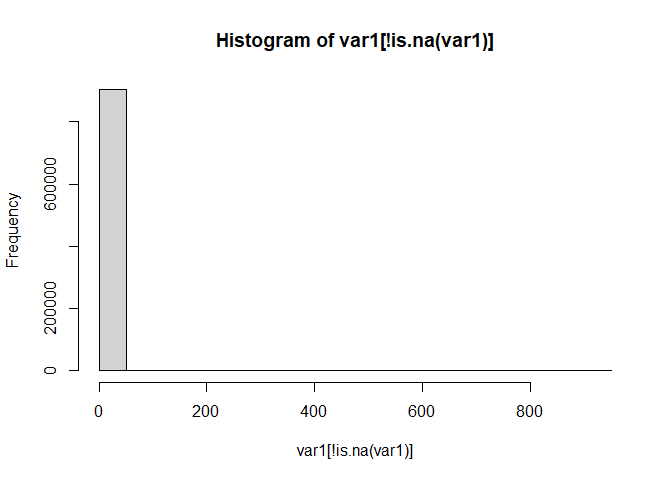 Histogram of var1[!is.na(var1)]
Frequency
600000
200000
0
0 200 400 600 800
var1[!is.na(var1)]